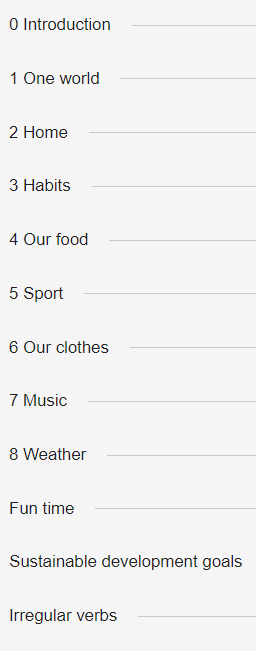 0 Introduction
1 One world
2 Home
3 Habits
4 Our food
5 Sport
6 Our clothes
7 Music
8 Weather
Fun time
Sustainable development goals
Irregular verbs